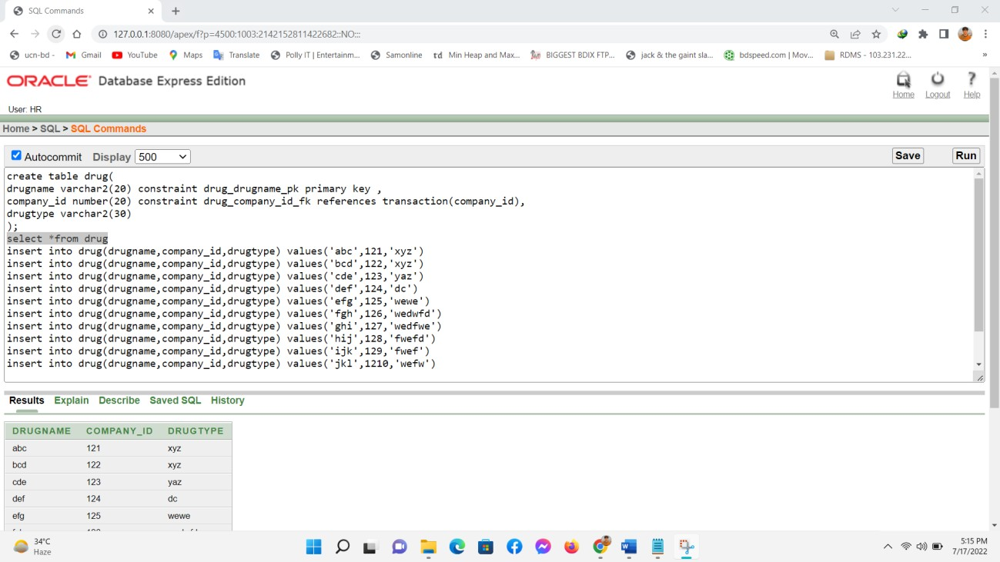 SQL Commands
127.0.0.1:8080/apex/f?p=4500:1003:2142152811422682::NO:::
ucn-bd - Gmail YouTube Maps Translate Polly IT | Entertainm... Samonline Min Heap and Max... BIGGEST BDIX FTP... jack & the gaint sla... bdspeed.com | Mov... RDMS - 103.231.22... »
ORACLE Database Express Edition
Home Logout Help
User: HR
Home > SQL > SQL Commands
Autocommit Display 500 Save Run
create table drug(
drugname varchar2(20) constraint drug_drugname_pk primary key ,
company_id number(20) constraint drug_company_id_fk references transaction(company_id),
drugtype varchar2(30)
);
select *from drug
insert into drug(drugname,company_id,drugtype) values('abc',121,'xyz')
insert into drug(drugname,company_id,drugtype) values('bcd',122,'xyz')
insert into drug(drugname,company_id,drugtype) values('cde',123,'yaz')
insert into drug(drugname,company_id,drugtype) values('def',124,'dc')
insert into drug(drugname,company_id,drugtype) values('efg',125,'wewe')
insert into drug(drugname,company_id,drugtype) values('fgh',126,'wedwfd')
insert into drug(drugname,company_id,drugtype) values('ghi',127,'wedfwe')
insert into drug(drugname,company_id,drugtype) values('hij',128,'fwefd')
insert into drug(drugname,company_id,drugtype) values('ijk',129,'fwef')
insert into drug(drugname,company_id,drugtype) values('jkl',1210,'wefw')
Results Explain Describe Saved SQL History
DRUGNAME COMPANY_ID DRUGTYPE
abc 121 xyz
bcd 122 xyz
cde 123 yaz
def 124 dc
efg 125 wewe
34°C
Haze
5:15 PM
7/17/2022